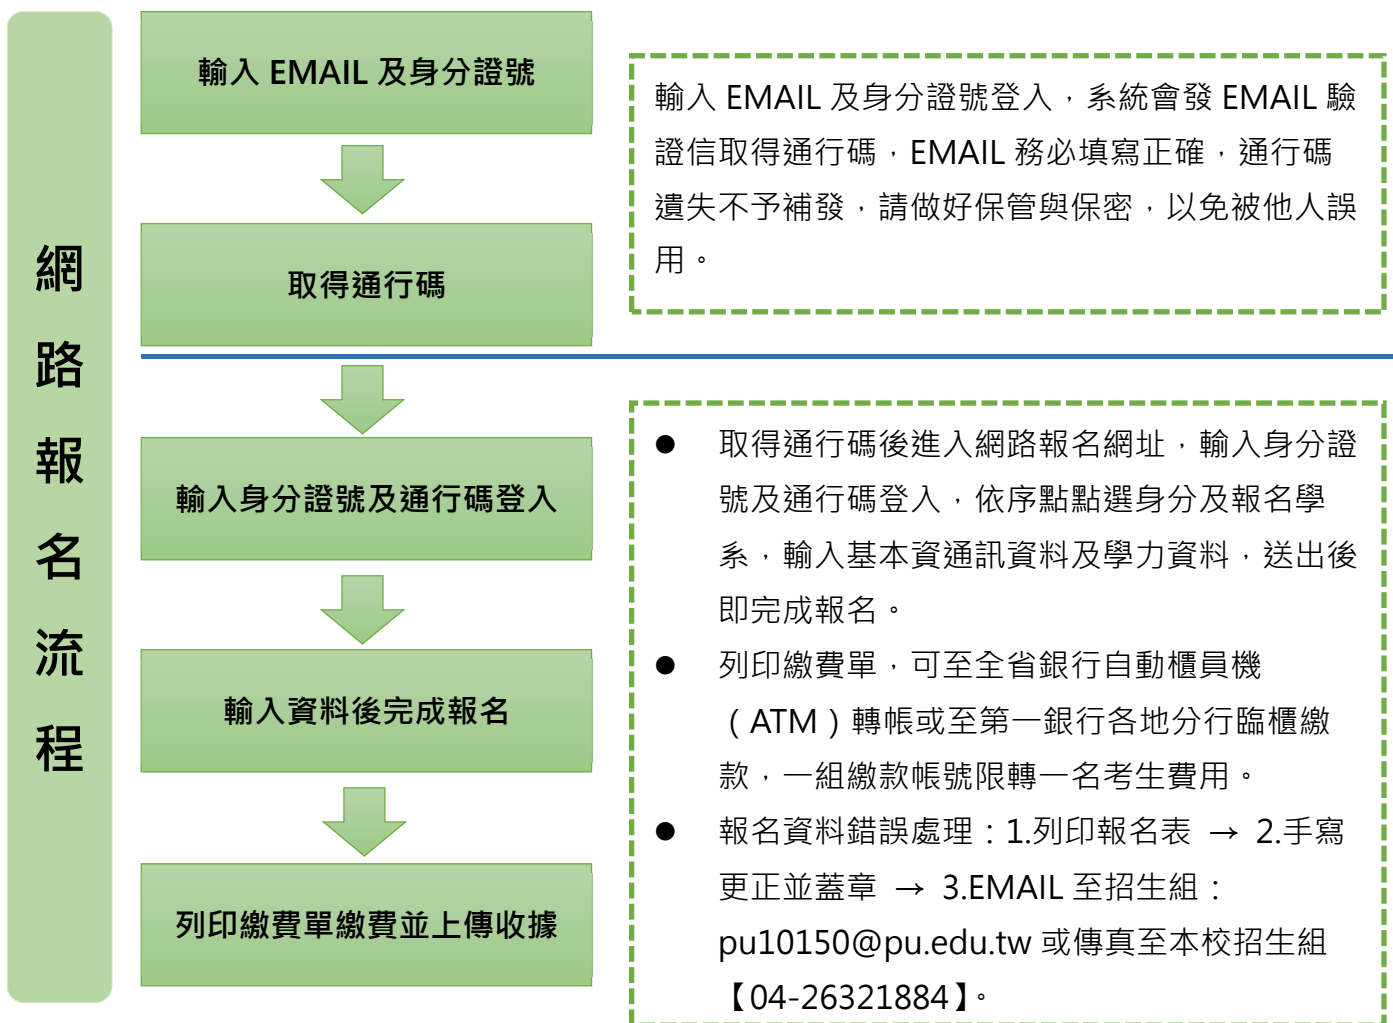 網路報名流程
輸入 EMAIL 及身分證號
取得通行碼
輸入 EMAIL 及身分證號登入，系統會發 EMAIL 驗
證信取得通行碼，EMAIL 務必填寫正確，通行碼
遺失不予補發，請做好保管與保密，以免被他人誤
用。
輸入身分證號及通行碼登入
輸入資料後完成報名
列印繳費單繳費並上傳收據
● 取得通行碼後進入網路報名網址，輸入身分證
號及通行碼登入，依序點點選身分及報名學
系，輸入基本資通訊資料及學力資料，送出後
即完成報名。
● 列印繳費單，可至全省銀行自動櫃員機
（ATM）轉帳或至第一銀行各地分行臨櫃繳
款，一組繳款帳號限轉一名考生費用。
● 報名資料錯誤處理：1.列印報名表 → 2.手寫
更正並蓋章 → 3.EMAIL 至招生組：
pu10150@pu.edu.tw 或傳真至本校招生組
【04-26321884】。